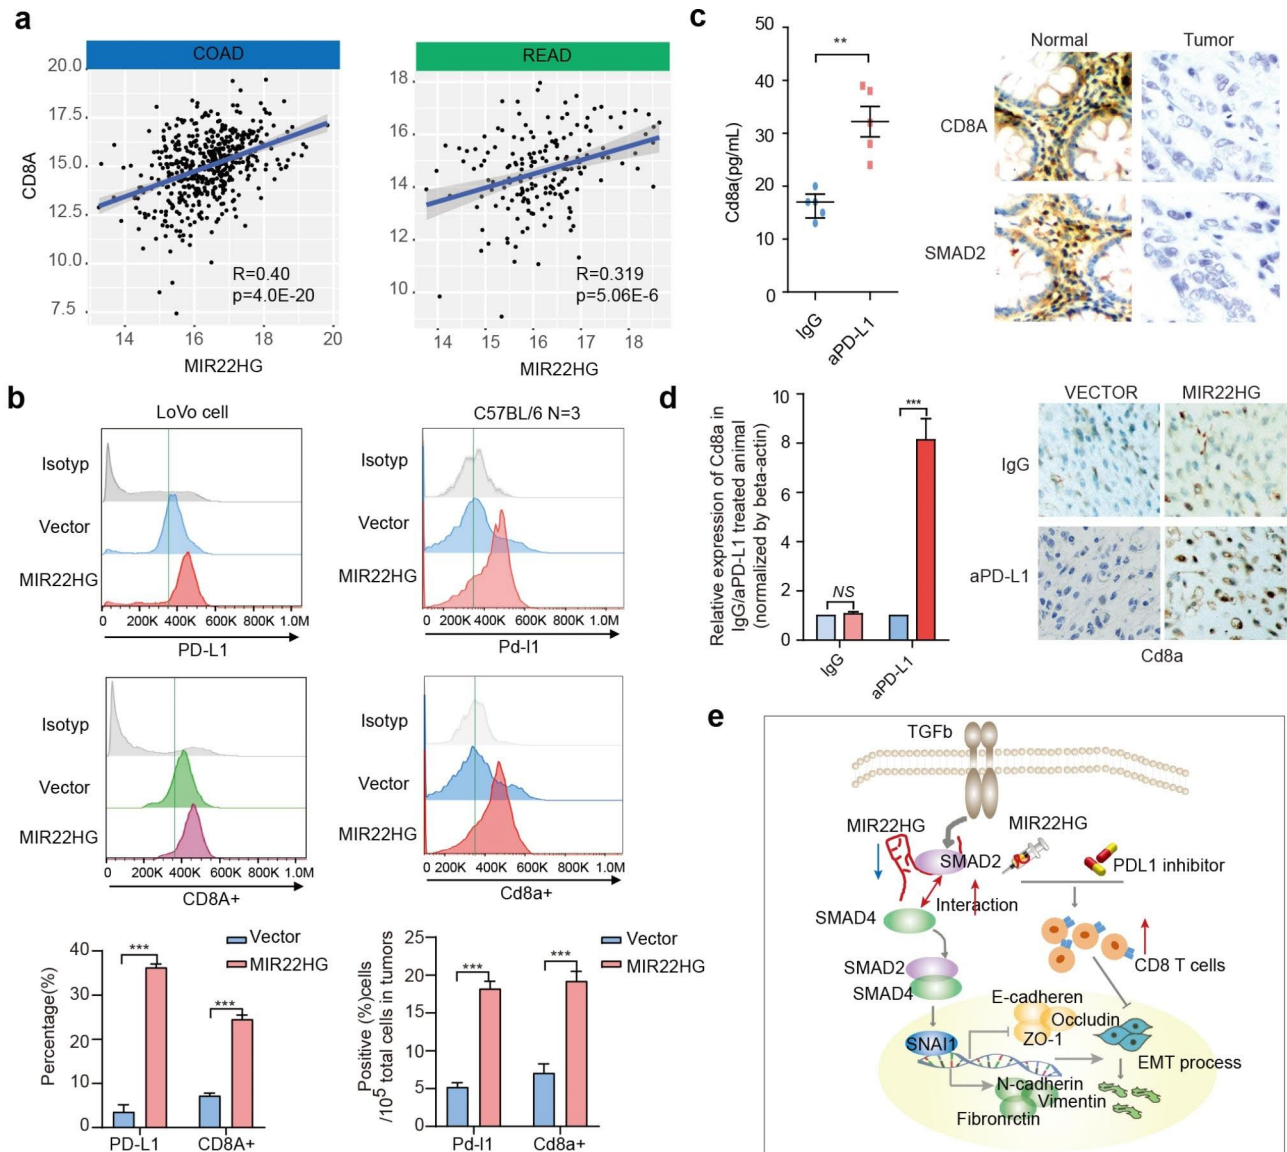 a
COAD
20.0
17.5
15.0
12.5
10.0
7.5
CD8A
R=0.40
p=4.0E-20
14
16
18
20
MIR22HG
READ
18
16
14
12
10
R=0.319
p=5.06E-6
14
15
16
17
18
MIR22HG
b
LoVo cell
Isotyp
Vector
MIR22HG
0
200K
400K
600K
800K
1.0M
PD-L1
C57BL/6 N=3
Isotyp
Vector
MIR22HG
0
200K
400K
600K
800K
1.0M
Pd-l1
Isotyp
Vector
MIR22HG
0
200K
400K
600K
800K
1.0M
CD8A+
Isotyp
Vector
MIR22HG
0
200K
400K
600K
800K
1.0M
Cd8a+
Percentage(%)
40
30
20
10
0
***
***
Vector
MIR22HG
PD-L1
CD8A+
Positive (%)cells
/10⁵ total cells in tumors
25
20
15
10
5
0
***
***
Vector
MIR22HG
Pd-l1
Cd8a+
c
Cd8a(pg/mL)
50
40
30
20
10
0
**
IgG
aPD-L1
Normal
Tumor
CD8A
SMAD2
d
Relative expression of Cd8a in
IgG/aPD-L1 treated animal
(normalized by beta-actin)
10
8
6
4
2
0
NS
***
IgG
aPD-L1
VECTOR
MIR22HG
IgG
aPD-L1
Cd8a
e
TGFb
MIR22HG
MIR22HG
SMAD2
PDL1 inhibitor
Interaction
SMAD4
CD8 T cells
SMAD2
SMAD4
E-cadheren
Occludin
ZO-1
SNAI1
EMT process
N-cadherin
Vimentin
Fibronrctin